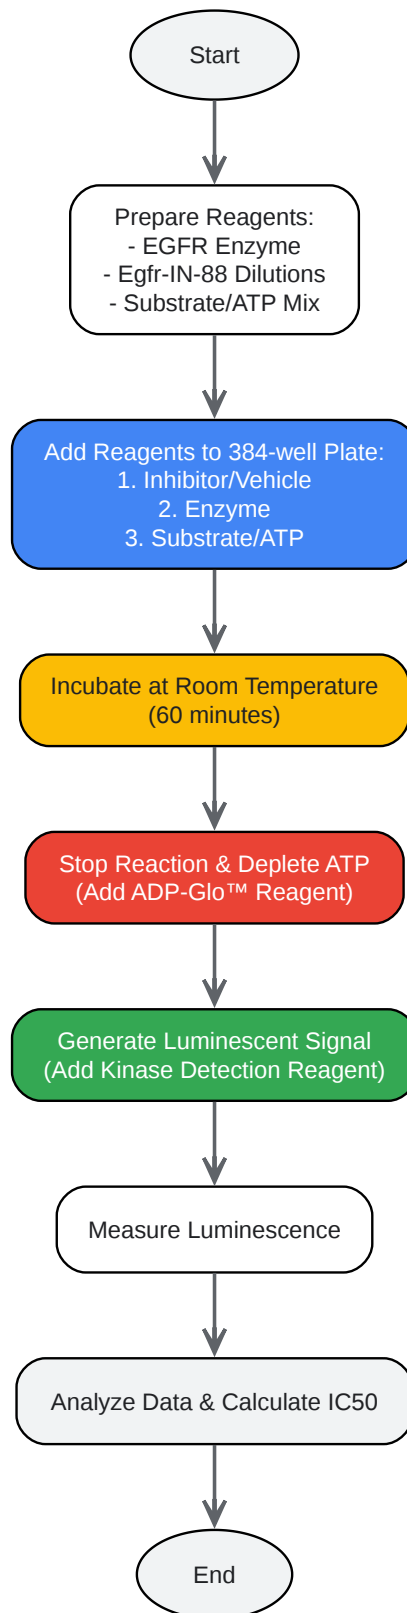 Start
Prepare Reagents:
- EGFR Enzyme
- Egfr-IN-88 Dilutions
- Substrate/ATP Mix
Add Reagents to 384-well Plate:
1. Inhibitor/Vehicle
2. Enzyme
3. Substrate/ATP
Incubate at Room Temperature
(60 minutes)
Stop Reaction & Deplete ATP
(Add ADP-Glo™ Reagent)
Generate Luminescent Signal
(Add Kinase Detection Reagent)
Measure Luminescence
Analyze Data & Calculate IC50
End